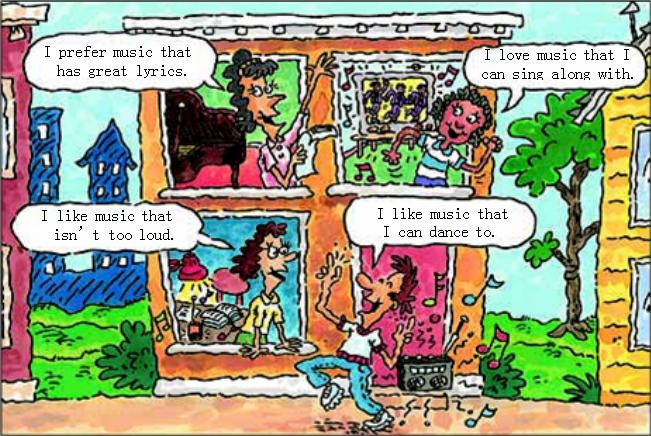 I prefer music that
has great lyrics.
I love music that I
can sing along with.
I like music that
isn't too loud.
I like music that
I can dance to.